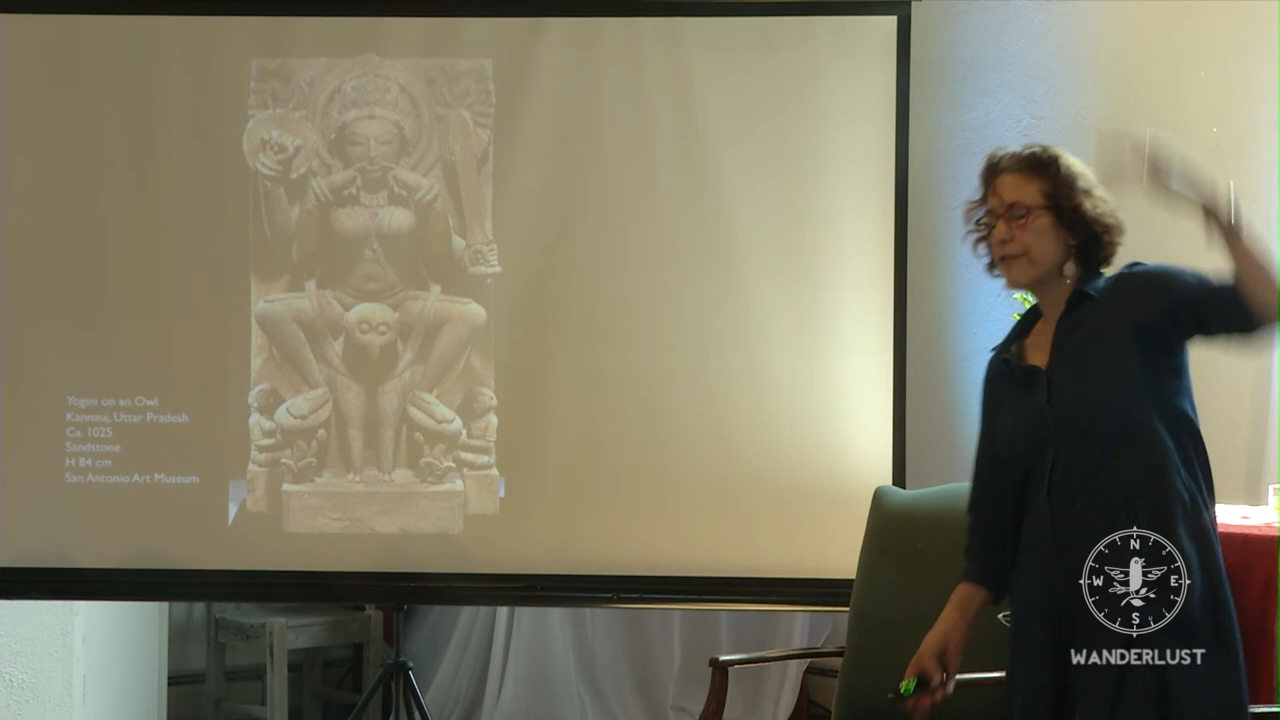 Yogini on an Owl
Kannauj, Uttar Pradesh
Ca. 1025
Sandstone
H 84 cm
San Antonio Art Museum
N
W E
S
WANDERLUST